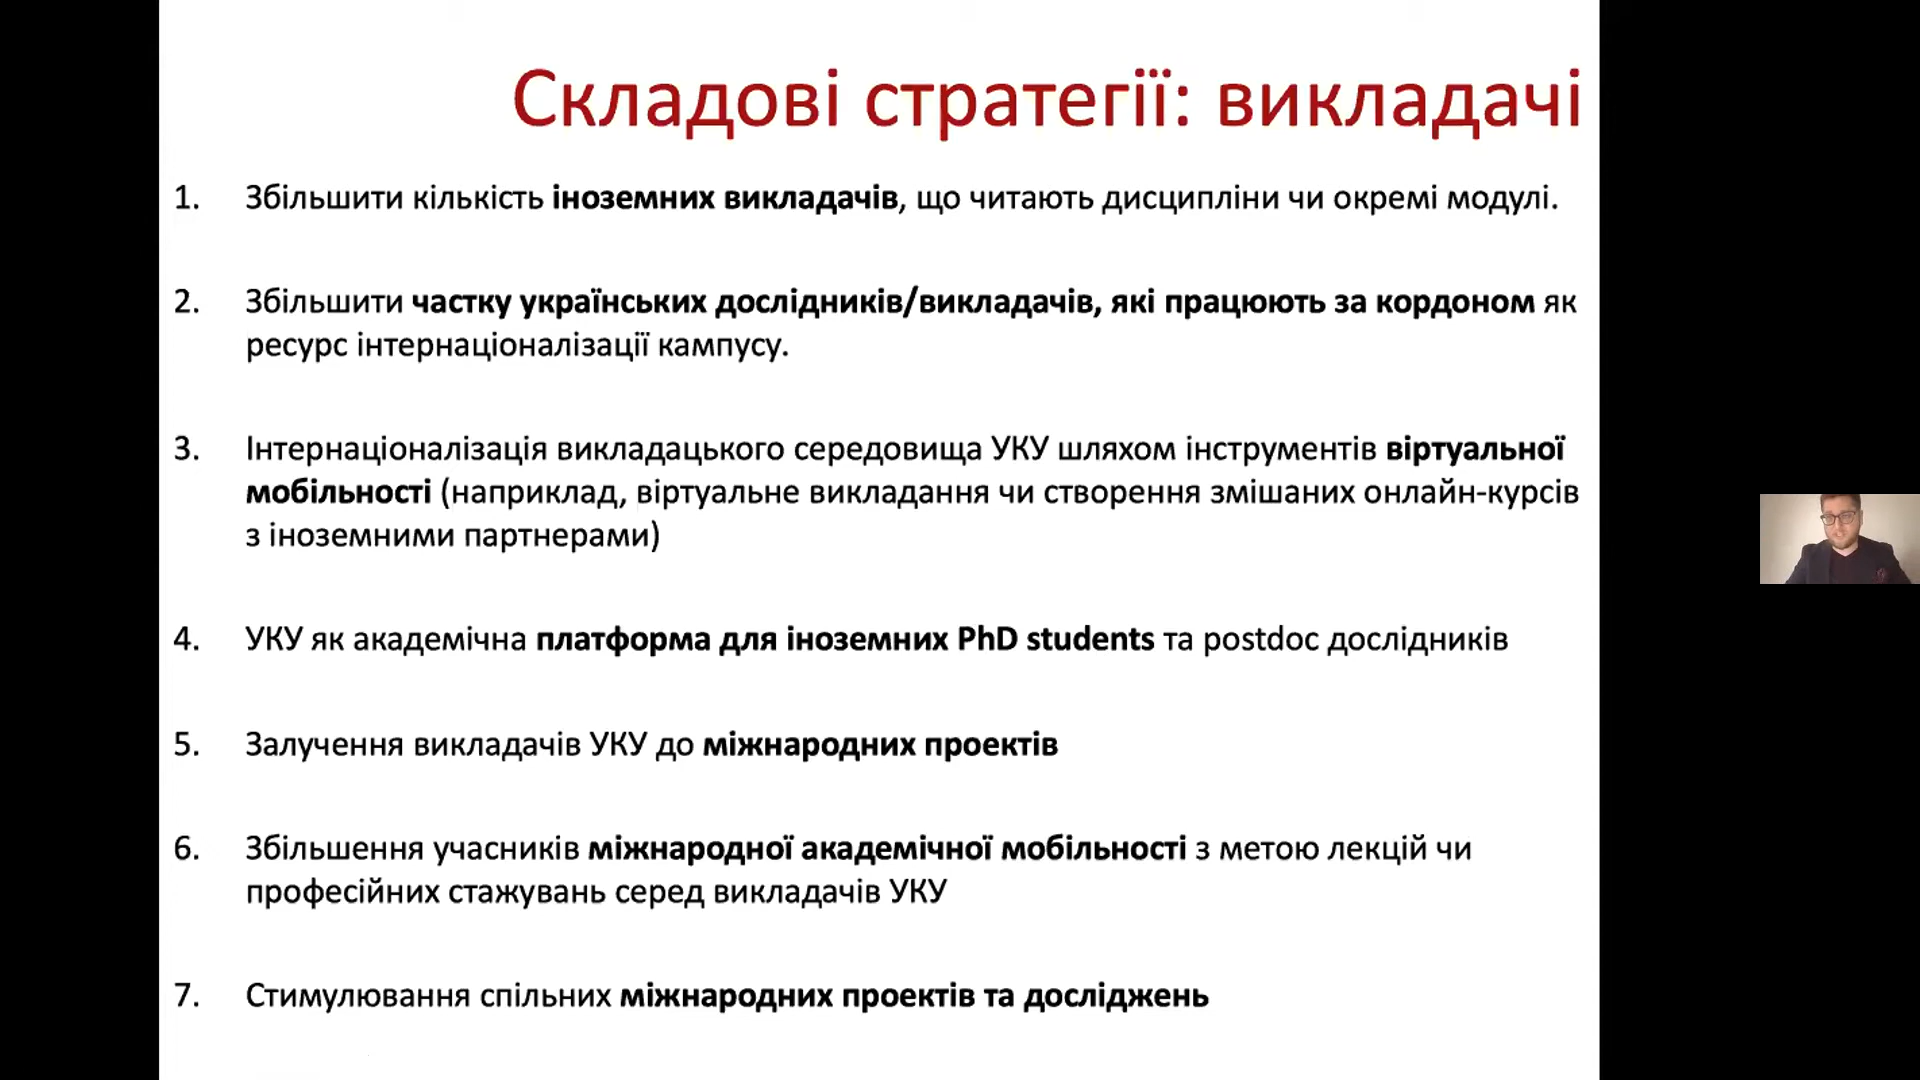 Складові стратегії: викладачі
1. Збільшити кількість іноземних викладачів, що читають дисципліни чи окремі модулі.
2. Збільшити частку українських дослідників/викладачів, які працюють за кордоном як
ресурс інтернаціоналізації кампусу.
3. Інтернаціоналізація викладацького середовища УКУ шляхом інструментів віртуальної
мобільності (наприклад, віртуальне викладання чи створення змішаних онлайн-курсів
з іноземними партнерами)
4. УКУ як академічна платформа для іноземних PhD students та postdoc дослідників
5. Залучення викладачів УКУ до міжнародних проектів
6. Збільшення учасників міжнародної академічної мобільності з метою лекцій чи
професійних стажувань серед викладачів УКУ
7. Стимулювання спільних міжнародних проектів та досліджень